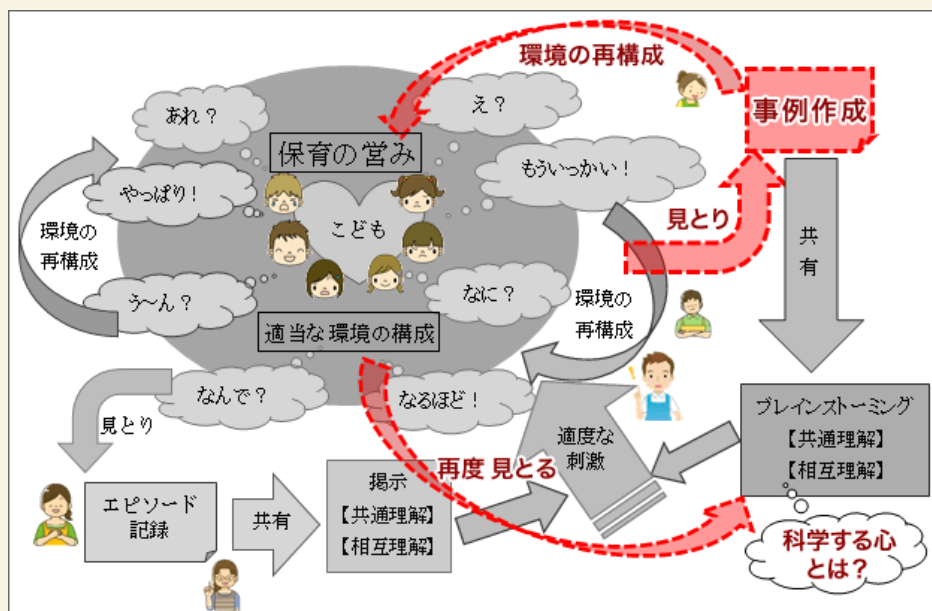 環境の再構成
事例作成
あれ？
え？
保育の営み
もういっかい！
やっぱり！
こども
見とり
環境の
再構成
共
有
う～ん？
なに？
環境の
再構成
適当な環境の構成
なんで？
なるほど！
見とり
適度な
刺激
ブレインストーミング
【共通理解】
【相互理解】
再度 見とる
エピソード
記録
共有
掲示
【共通理解】
【相互理解】
科学する心
とは？